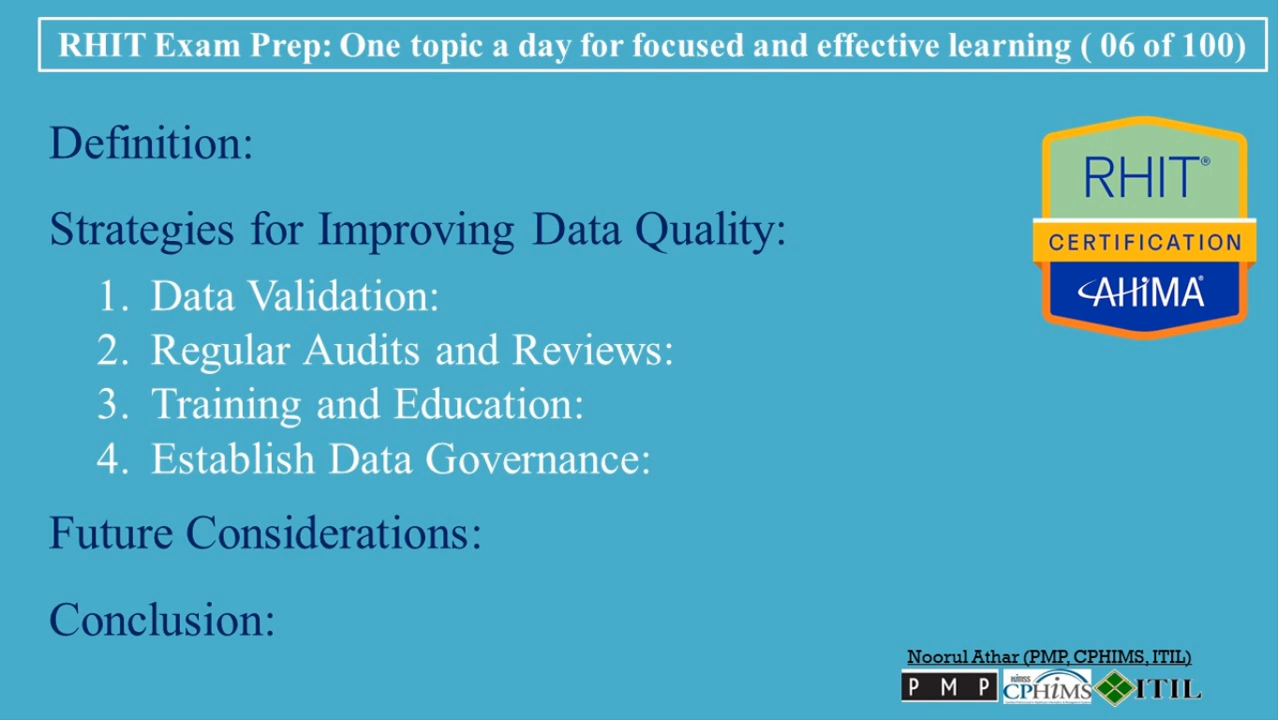 RHIT Exam Prep: One topic a day for focused and effective learning ( 06 of 100)
Definition:
Strategies for Improving Data Quality:
1. Data Validation:
2. Regular Audits and Reviews:
3. Training and Education:
4. Establish Data Governance:
Future Considerations:
Conclusion:
RHIT®
CERTIFICATION
AHiMA®
Noorul Athar (PMP, CPHIMS, ITIL)
P M P
himss
CPHiMS
ITIL